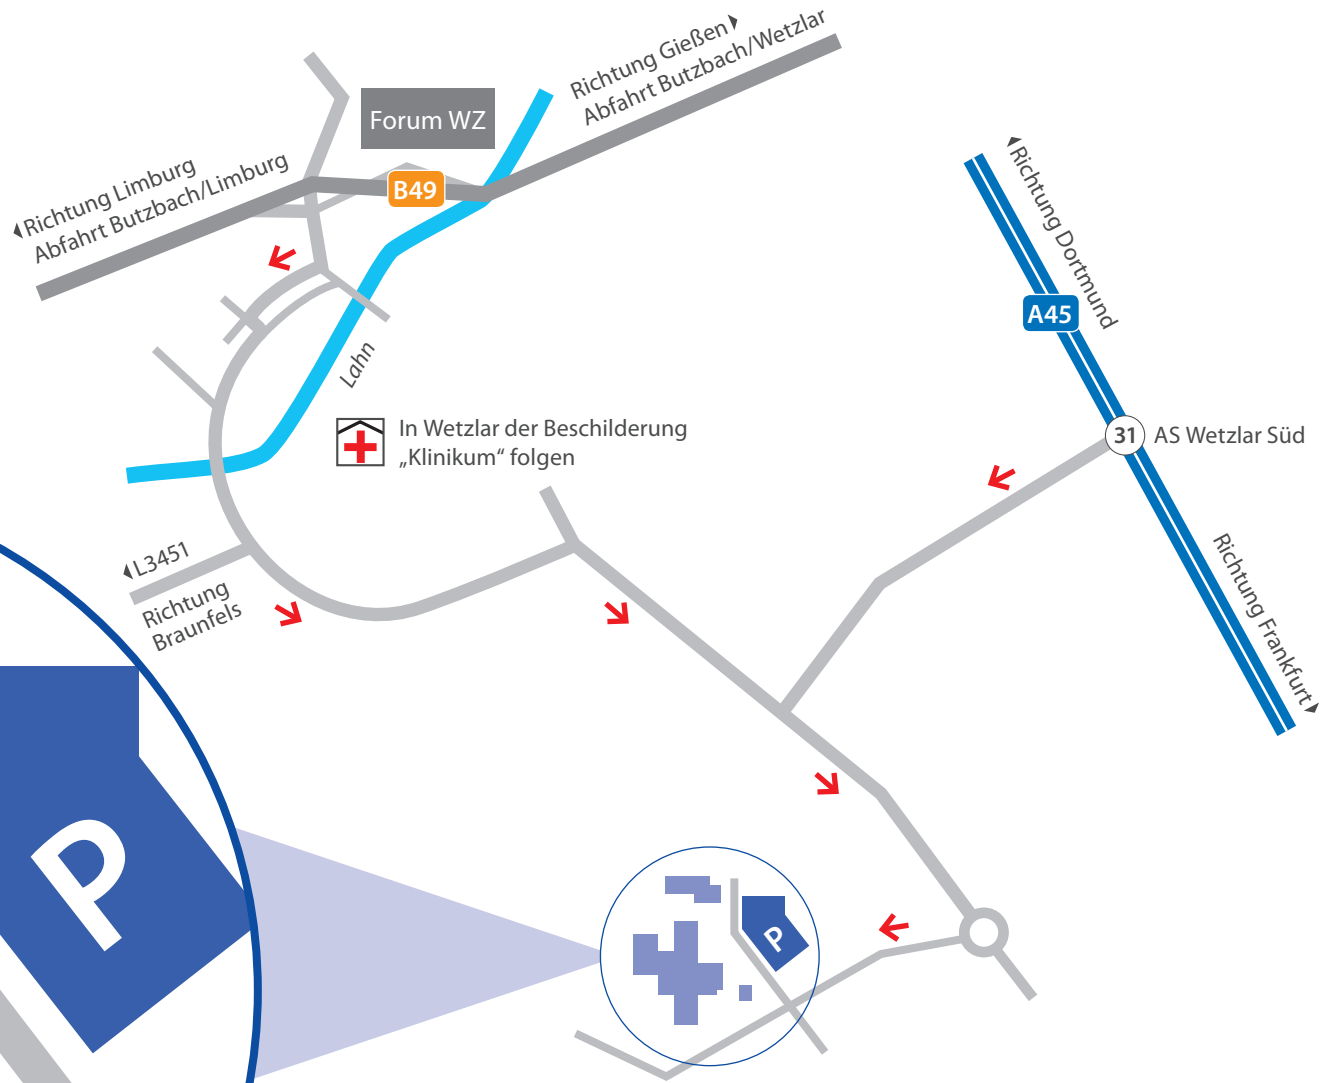 Richtung Gießen
Abfahrt Butzbach/Wetzlar
Forum WZ
Richtung Limburg
Abfahrt Butzbach/Limburg
B49
Richtung Dortmund
A45
Lahn
In Wetzlar der Beschilderung
„Klinikum“ folgen
31
AS Wetzlar Süd
L3451
Richtung
Braunfels
Richtung Frankfurt
P
P